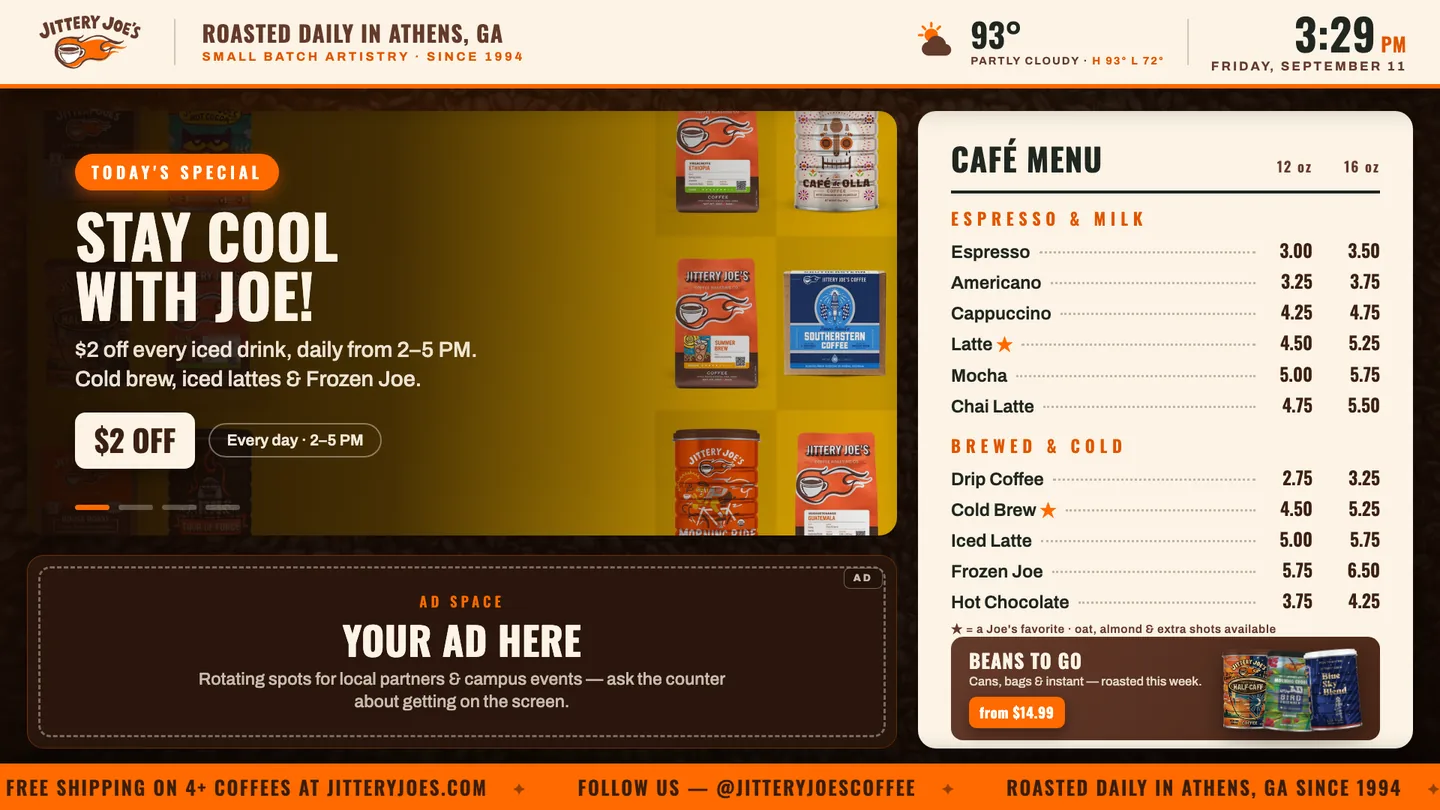 JITTERY JOE'S
ROASTED DAILY IN ATHENS, GA
SMALL BATCH ARTISTRY · SINCE 1994
93°
PARTLY CLOUDY · H 93° L 72°
3:29 PM
FRIDAY, SEPTEMBER 11
TODAY'S SPECIAL
STAY COOL
WITH JOE!
$2 off every iced drink, daily from 2–5 PM.
Cold brew, iced lattes & Frozen Joe.
$2 OFF
Every day · 2–5 PM
ETHIOPIA
COFFEE
CAFÉ de OLLA
JITTERY JOE'S
SUMMER
BREW
COFFEE
JITTERY JOE'S COFFEE
SOUTHEASTERN
COFFEE
JITTERY JOE'S
MORNING RIDE
JITTERY JOE'S
GUATEMALA
AD
AD SPACE
YOUR AD HERE
Rotating spots for local partners & campus events — ask the counter
about getting on the screen.
CAFÉ MENU 12 oz 16 oz
ESPRESSO & MILK
Espresso 3.00 3.50
Americano 3.25 3.75
Cappuccino 4.25 4.75
Latte ★ 4.50 5.25
Mocha 5.00 5.75
Chai Latte 4.75 5.50
BREWED & COLD
Drip Coffee 2.75 3.25
Cold Brew ★ 4.50 5.25
Iced Latte 5.00 5.75
Frozen Joe 5.75 6.50
Hot Chocolate 3.75 4.25
★ = a Joe's favorite · oat, almond & extra shots available
BEANS TO GO
Cans, bags & instant — roasted this week.
from $14.99
JITTERY JOE'S
HALF-CAFF
Blue
Sky
Blend
FREE SHIPPING ON 4+ COFFEES AT JITTERYJOES.COM ✦ FOLLOW US — @JITTERYJOESCOFFEE ✦ ROASTED DAILY IN ATHENS, GA SINCE 1994 ✦